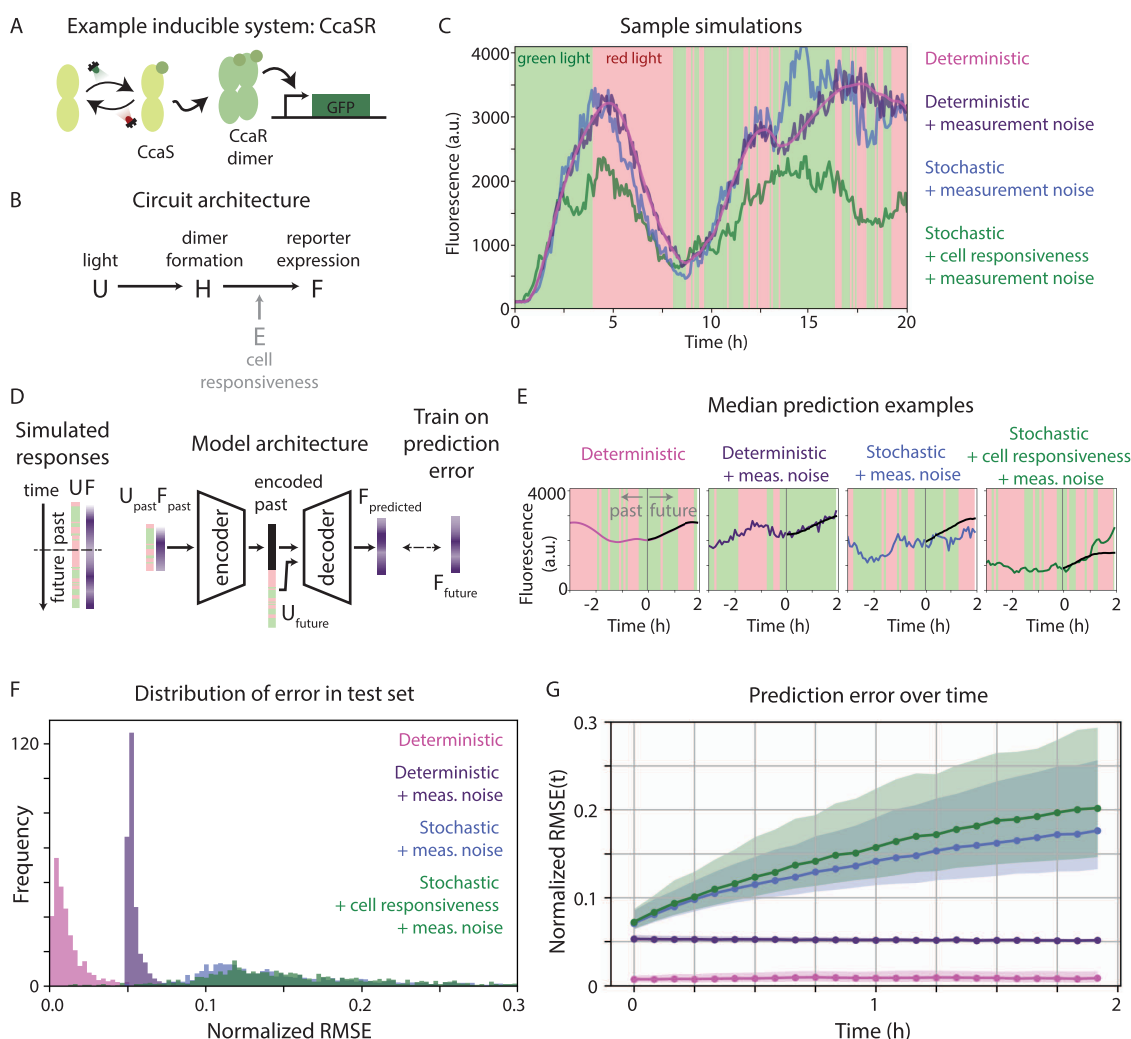 A
Example inducible system: CcaSR
CcaS
CcaR
dimer
GFP
B
Circuit architecture
light
dimer
formation
reporter
expression
U
H
F
E
cell
responsiveness
C
Sample simulations
green light
red light
4000
3000
2000
1000
0
Fluorescence (a.u.)
0
5
10
15
20
Time (h)
Deterministic
Deterministic
+ measurement noise
Stochastic
+ measurement noise
Stochastic
+ cell responsiveness
+ measurement noise
D
Simulated
responses
time
U F
past
future
Model architecture
U past F past
encoder
encoded
past
U future
decoder
F predicted
Train on
prediction
error
F future
E
Median prediction examples
Deterministic
Deterministic
+ meas. noise
Stochastic
+ meas. noise
Stochastic
+ cell responsiveness
+ meas. noise
4000
0
Fluorescence
(a.u.)
past
future
-2
0
2
Time (h)
-2
0
2
Time (h)
-2
0
2
Time (h)
-2
0
2
Time (h)
F
Distribution of error in test set
120
0
Frequency
0.0
0.1
0.2
0.3
Normalized RMSE
Deterministic
Deterministic
+ meas. noise
Stochastic
+ meas. noise
Stochastic
+ cell responsiveness
+ meas. noise
G
Prediction error over time
0.3
0.2
0.1
0
Normalized RMSE(t)
0
1
2
Time (h)